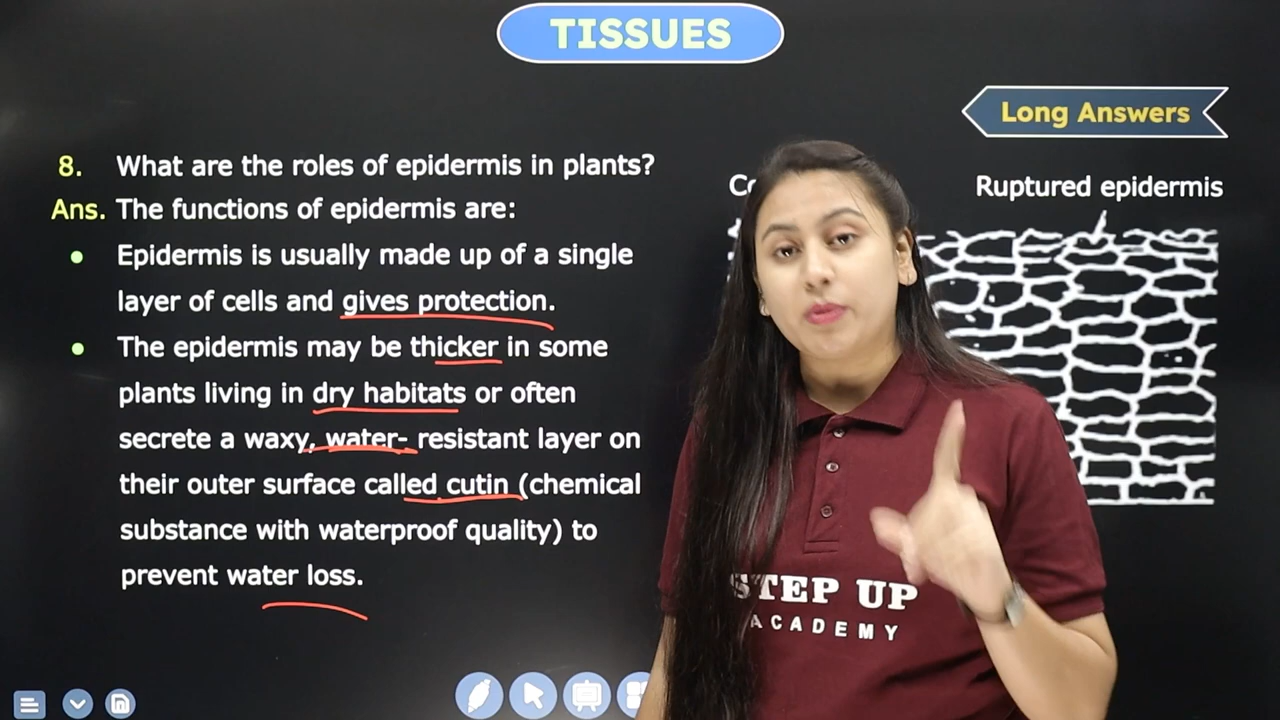 TISSUES
Long Answers
8. What are the roles of epidermis in plants?
Ans. The functions of epidermis are:
• Epidermis is usually made up of a single
layer of cells and gives protection.
• The epidermis may be thicker in some
plants living in dry habitats or often
secrete a waxy, water- resistant layer on
their outer surface called cutin (chemical
substance with waterproof quality) to
prevent water loss.
Ruptured epidermis
STEP UP
ACADEMY